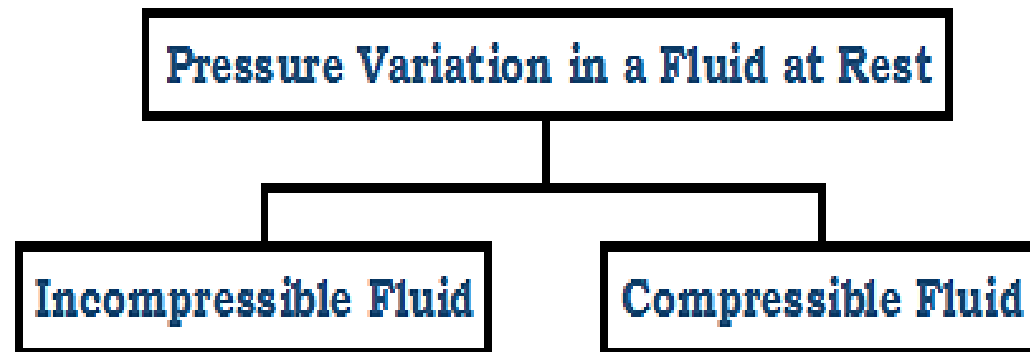 Pressure Variation in a Fluid at Rest
Incompressible Fluid
Compressible Fluid